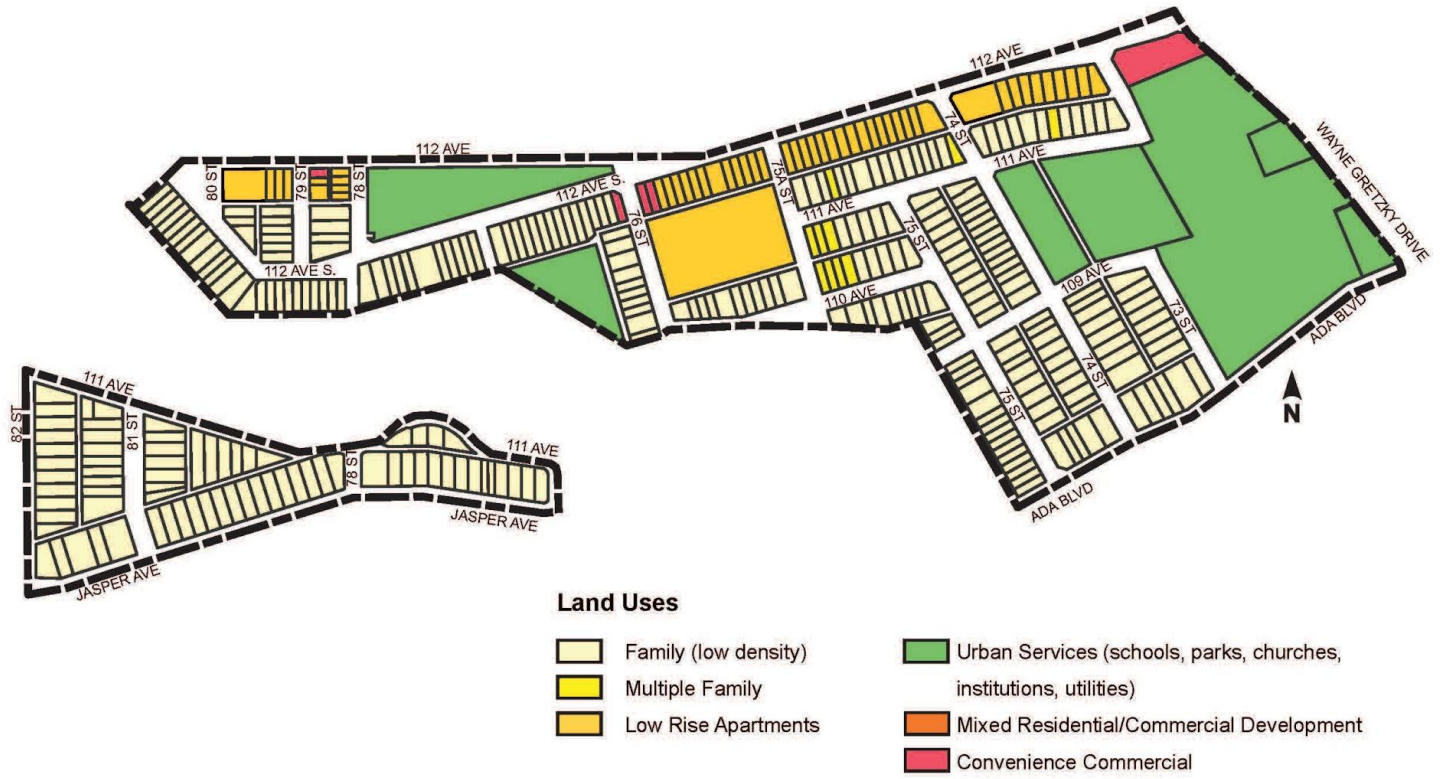 112 AVE
WAYNE GRETZKY DRIVE
74 ST
111 AVE
112 AVE
80 ST
79 ST
78 ST
112 AVE S.
75A ST
76 ST
111 AVE
75 ST
112 AVE S.
109 AVE
110 AVE
73 ST
ADA BLVD
74 ST
75 ST
N
ADA BLVD
111 AVE
82 ST
81 ST
78 ST
111 AVE
JASPER AVE
JASPER AVE
Land Uses
Family (low density)
Multiple Family
Low Rise Apartments
Urban Services (schools, parks, churches,
institutions, utilities)
Mixed Residential/Commercial Development
Convenience Commercial